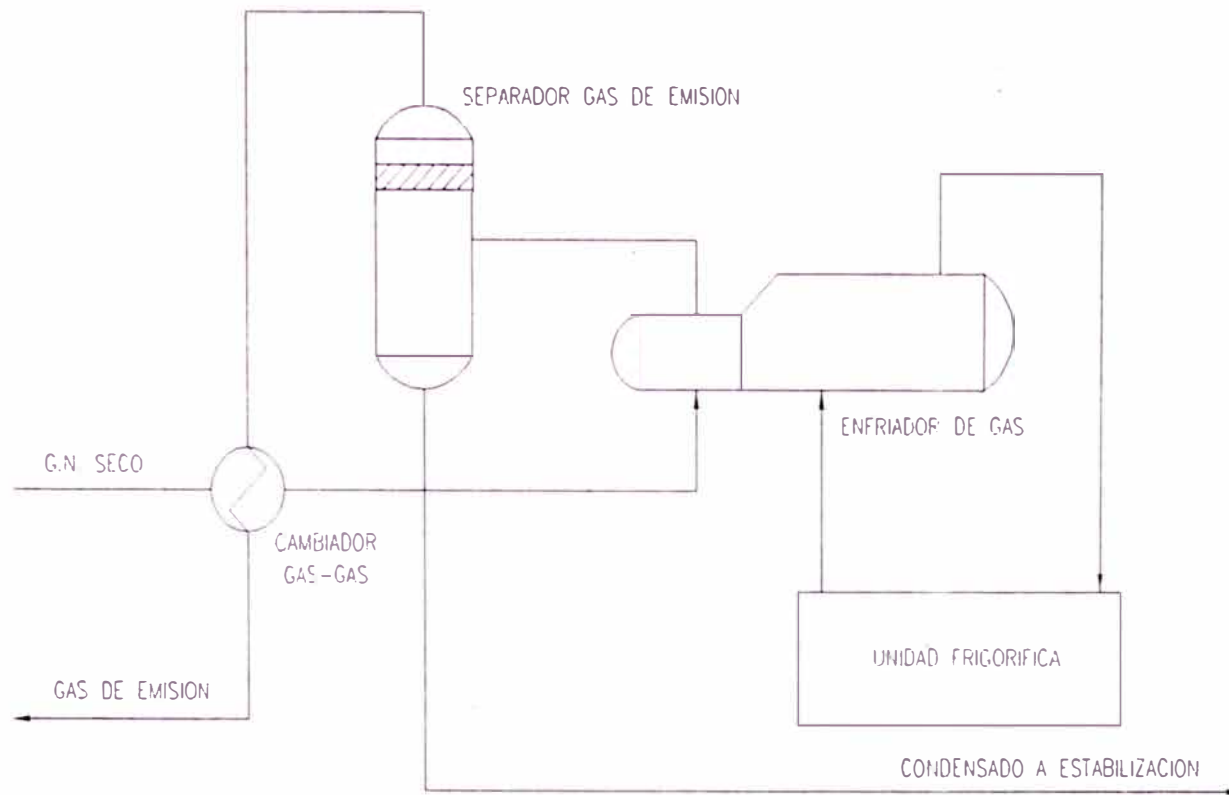 SEPARADOR GAS DE EMISION
ENFRIADOR DE GAS
G.N. SECO
CAMBIADOR
GAS-GAS
UNIDAD FRIGORIFICA
GAS DE EMISION
CONDENSADO A ESTABILIZACION